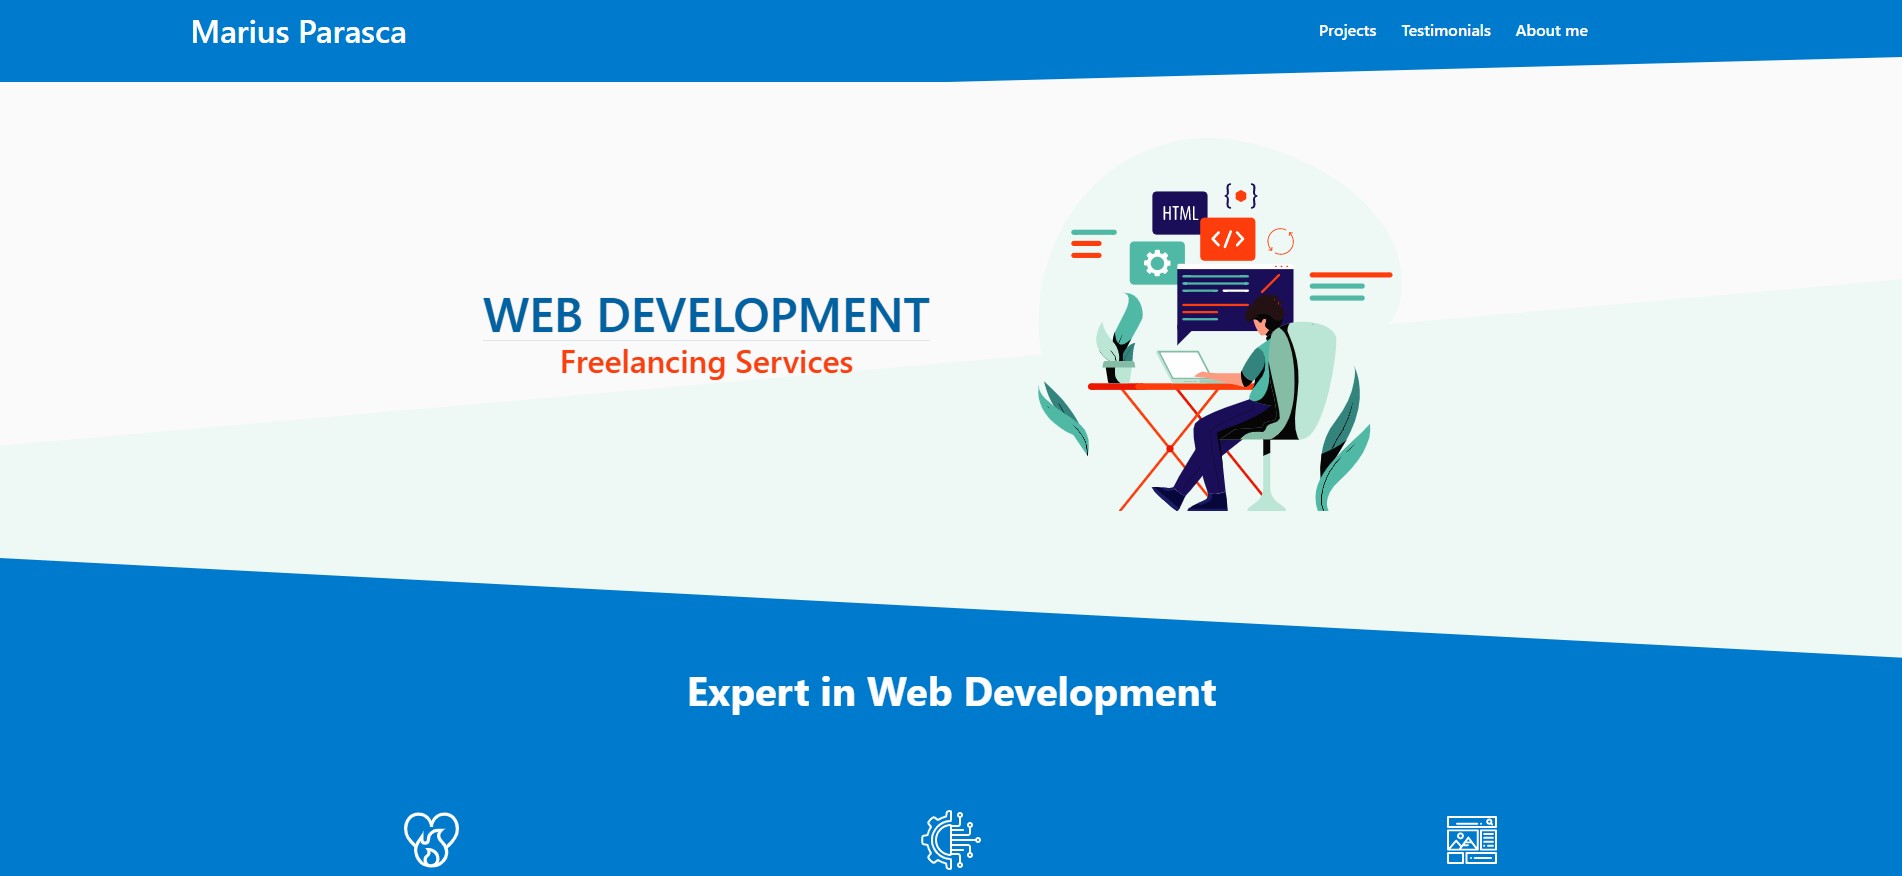 Marius Parasca
Projects Testimonials About me
HTML
</>
WEB DEVELOPMENT
Freelancing Services
Expert in Web Development